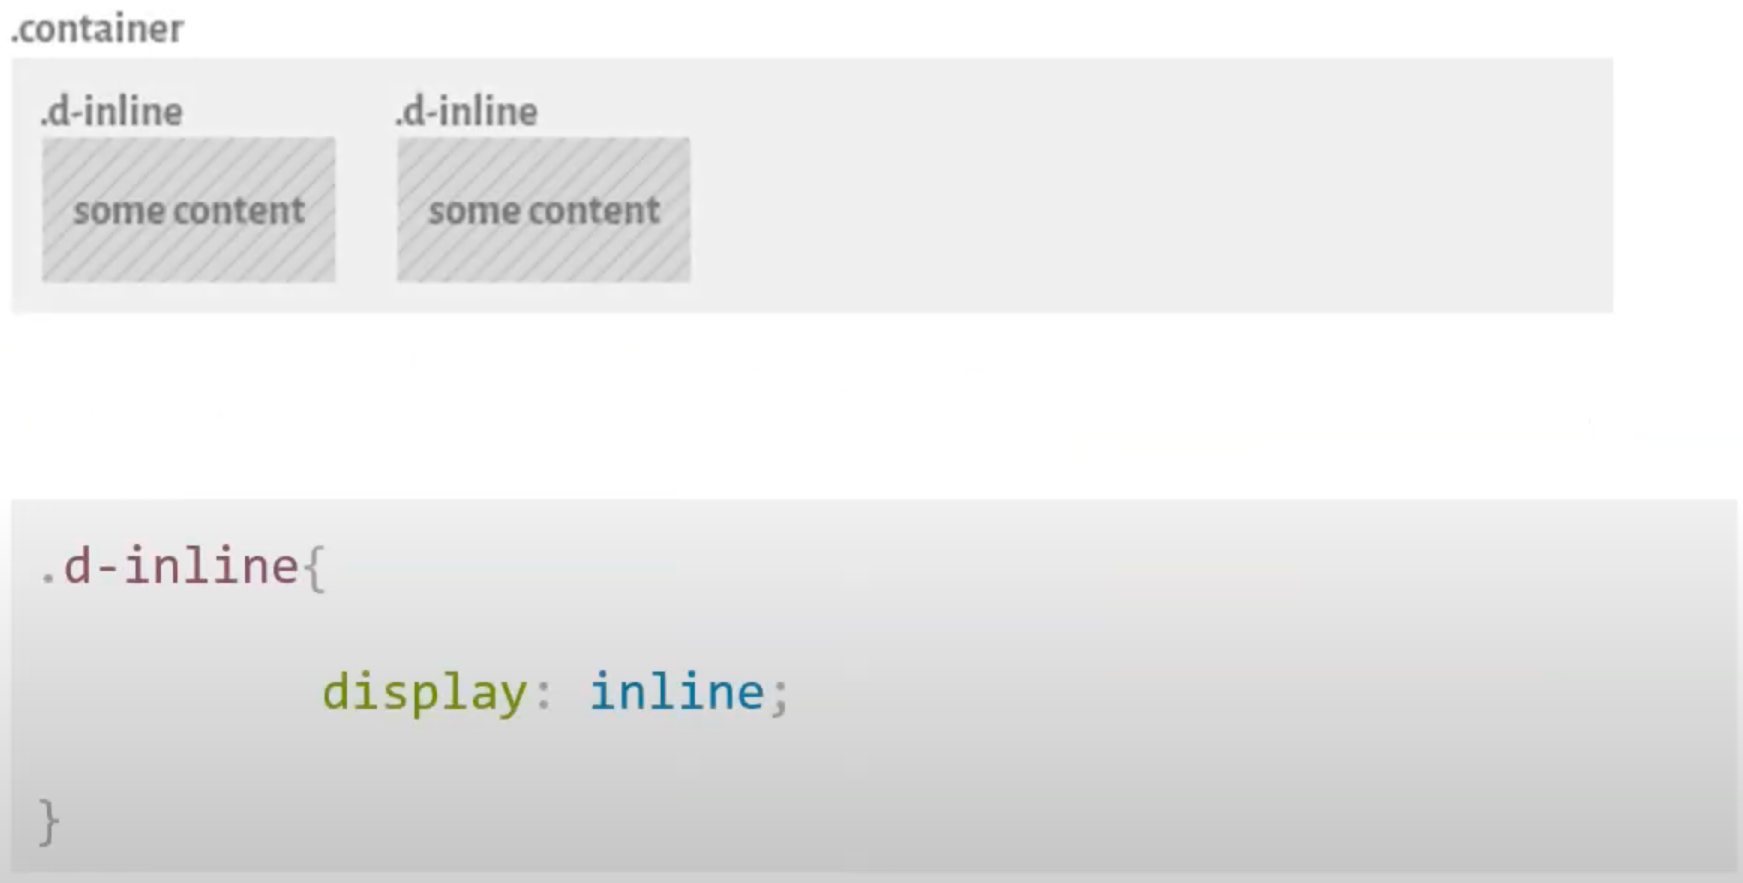 .container
.d-inline .d-inline
some content some content
.d-inline{
display: inline;
}